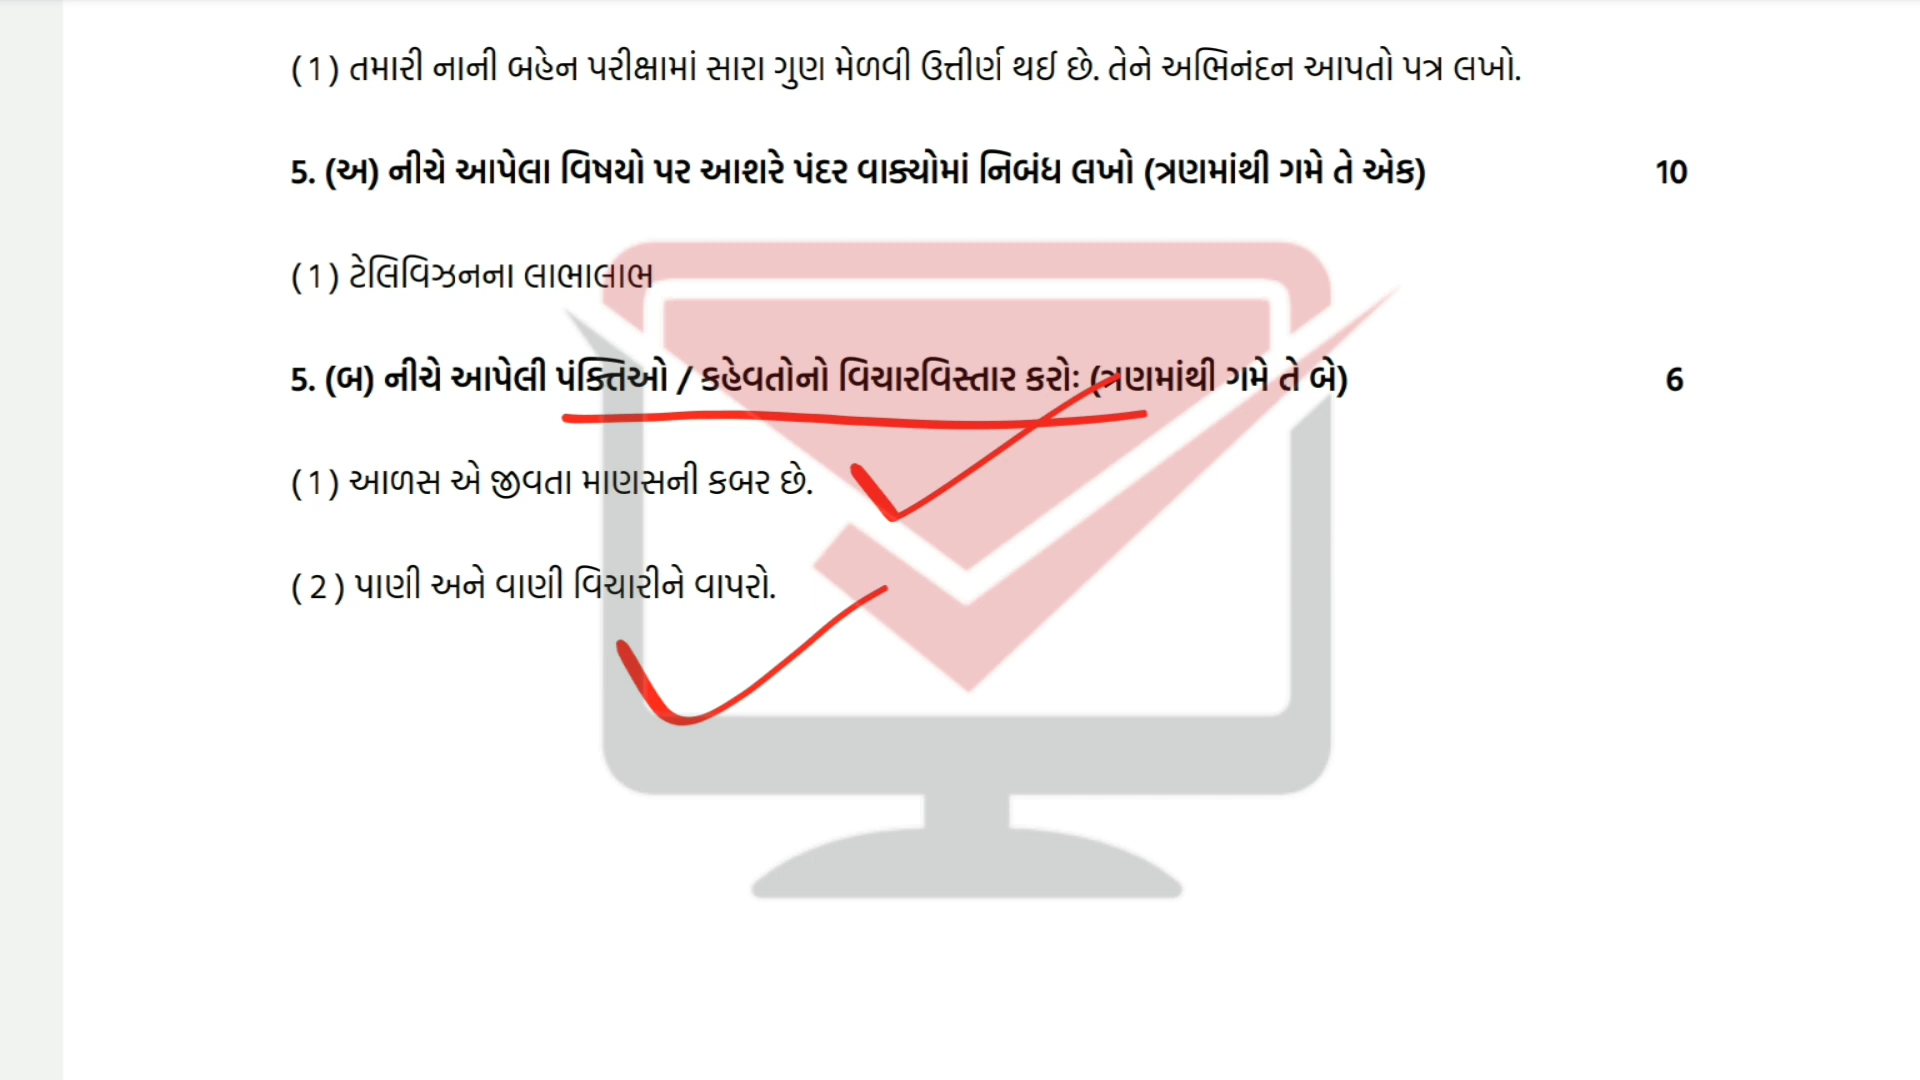 (1) તમારી નાની બહેન પરીક્ષામાં સારા ગુણ મેળવી ઉત્તીર્ણ થઈ છે. તેને અભિનંદન આપતો પત્ર લખો.
5. (અ) નીચે આપેલા વિષયો પર આશરે પંદર વાક્યોમાં નિબંધ લખો (ત્રણમાંથી ગમે તે એક) 10
(1) ટેલિવિઝનના લાભાલાભ
5. (બ) નીચે આપેલી પંક્તિઓ / કહેવતોનો વિચારવિસ્તાર કરોઃ (ત્રણમાંથી ગમે તે બે) 6
(1) આળસ એ જીવતા માણસની કબર છે.
(2) પાણી અને વાણી વિચારીને વાપરો.